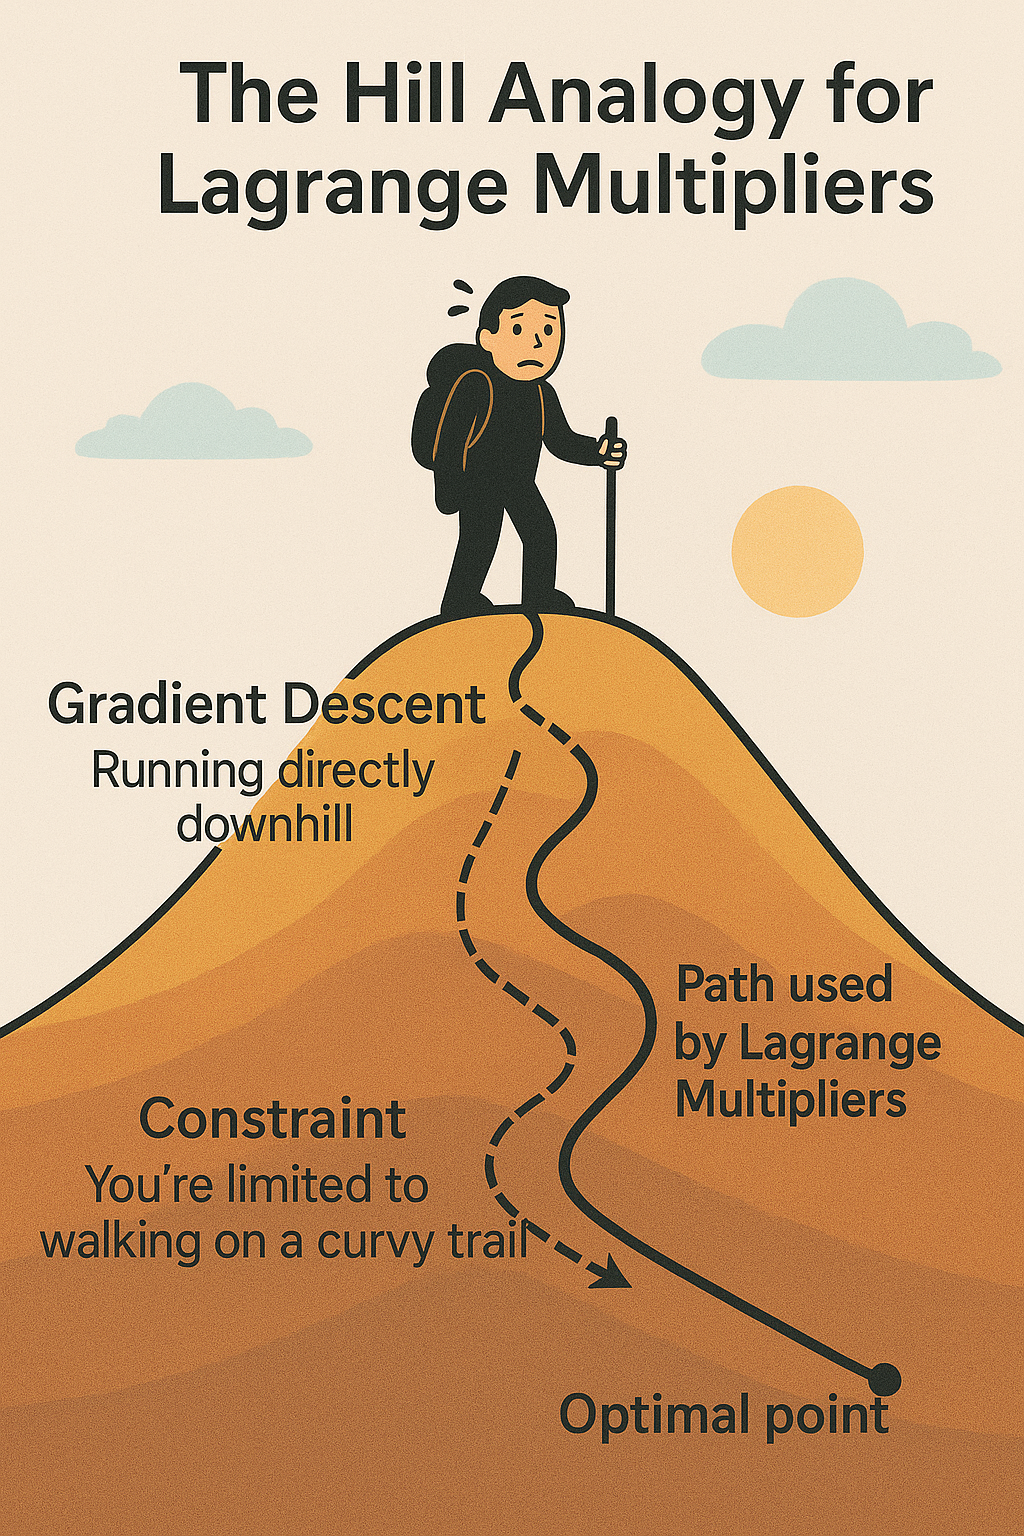 The Hill Analogy for
Lagrange Multipliers
Gradient Descent
Running directly
downhill
Path used
by Lagrange
Multipliers
Constraint
You’re limited to
walking on a curvy trail
Optimal point